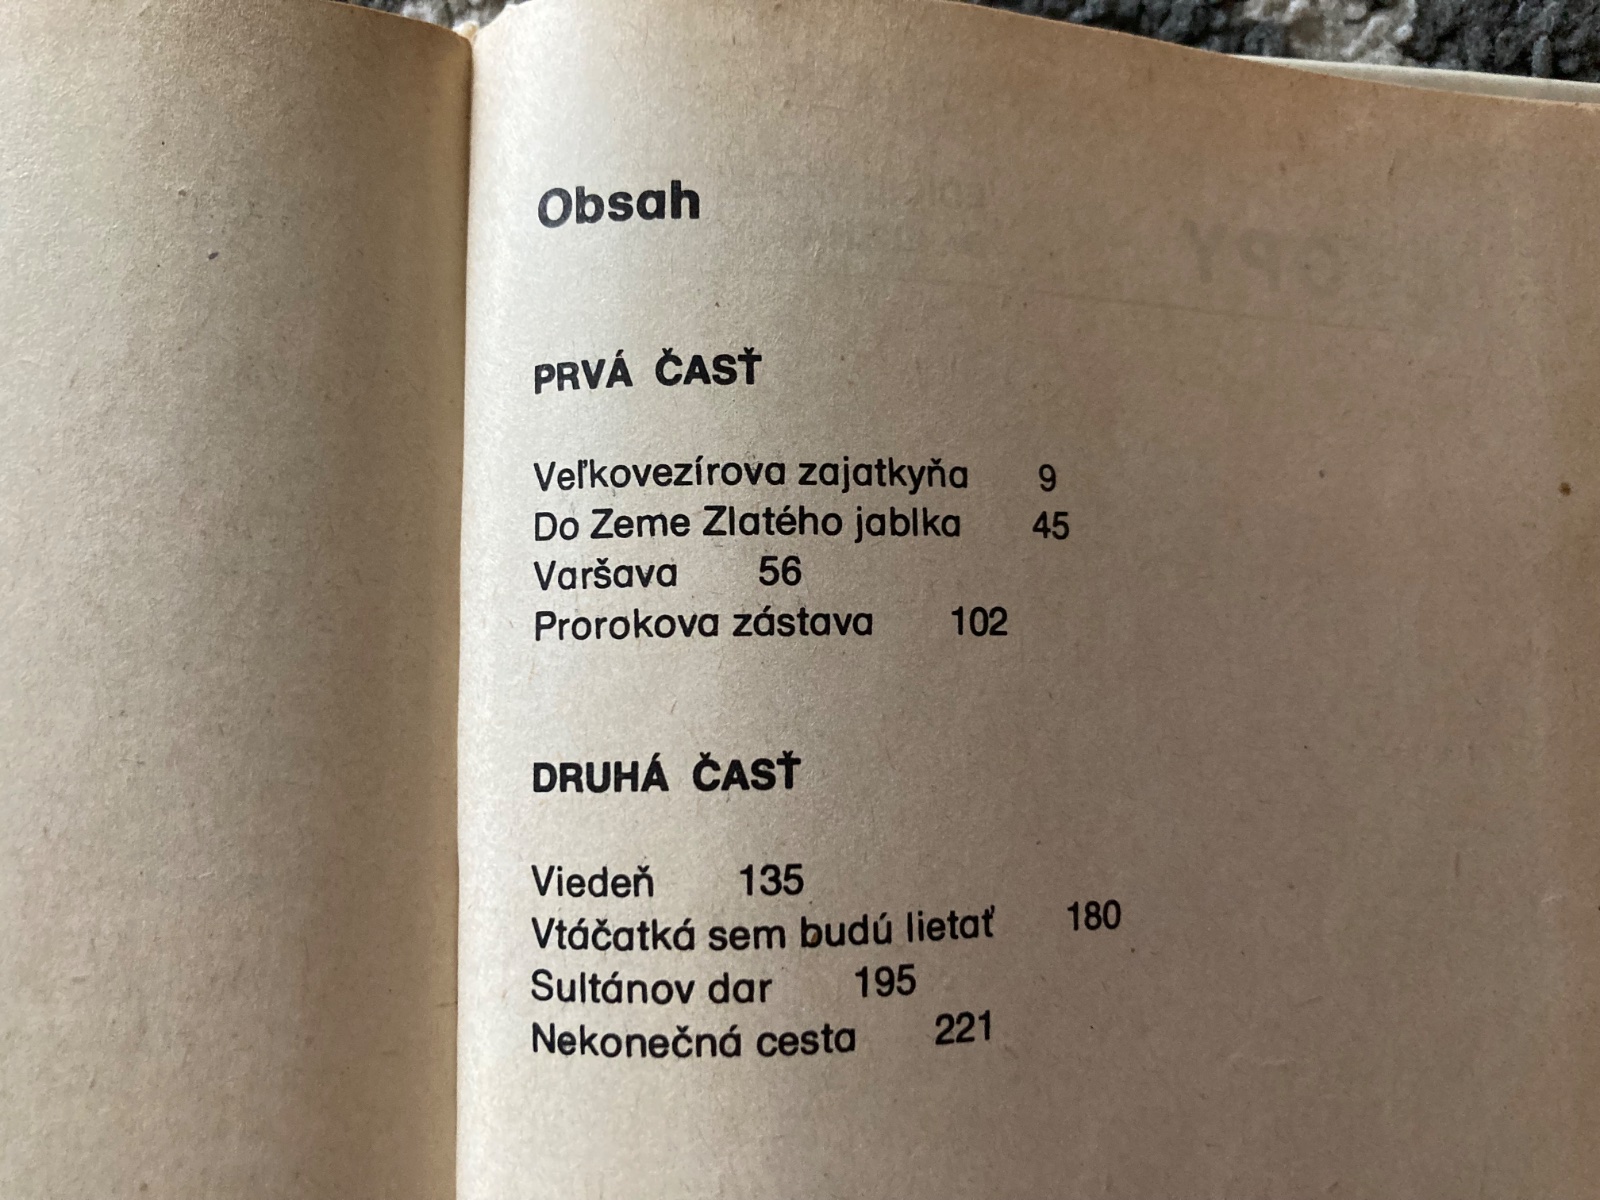 Obsah
PRVÁ ČASŤ
Veľkovezírova zajatkyňa 9
Do Zeme Zlatého jablka 45
Varšava 56
Prorokova zástava 102
DRUHÁ ČASŤ
Viedeň 135
Vtáčatká sem budú lietať 180
Sultánov dar 195
Nekonečná cesta 221